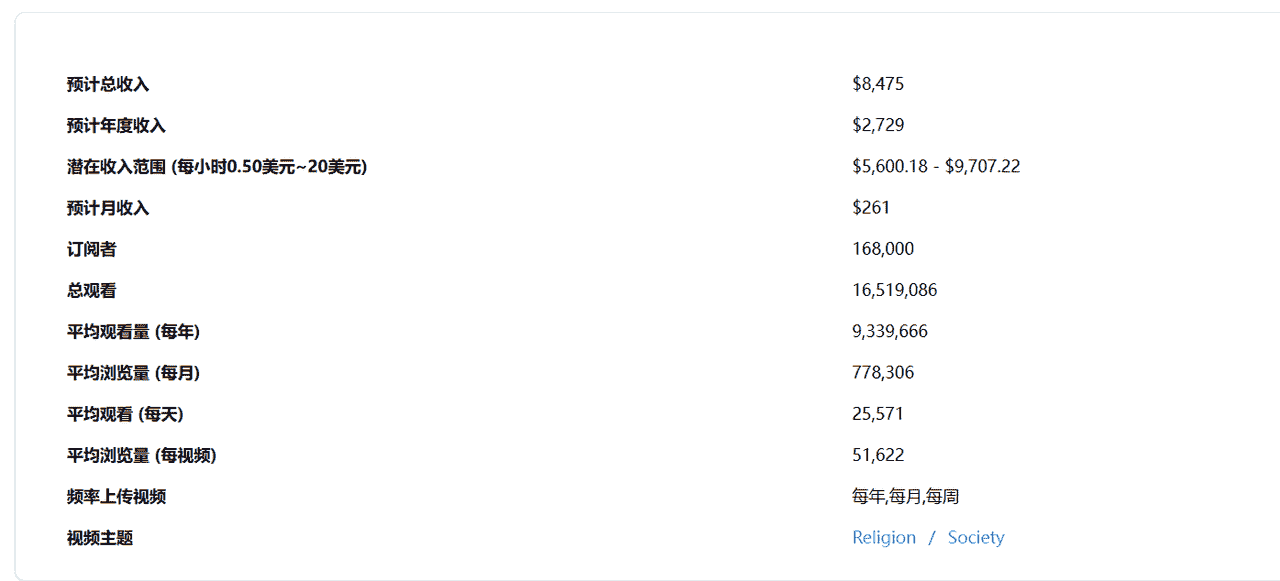 预计总收入 $8,475
预计年度收入 $2,729
潜在收入范围 (每小时0.50美元~20美元) $5,600.18 - $9,707.22
预计月收入 $261
订阅者 168,000
总观看 16,519,086
平均观看量 (每年) 9,339,666
平均浏览量 (每月) 778,306
平均观看 (每天) 25,571
平均浏览量 (每视频) 51,622
频率上传视频 每年,每月,每周
视频主题 Religion / Society